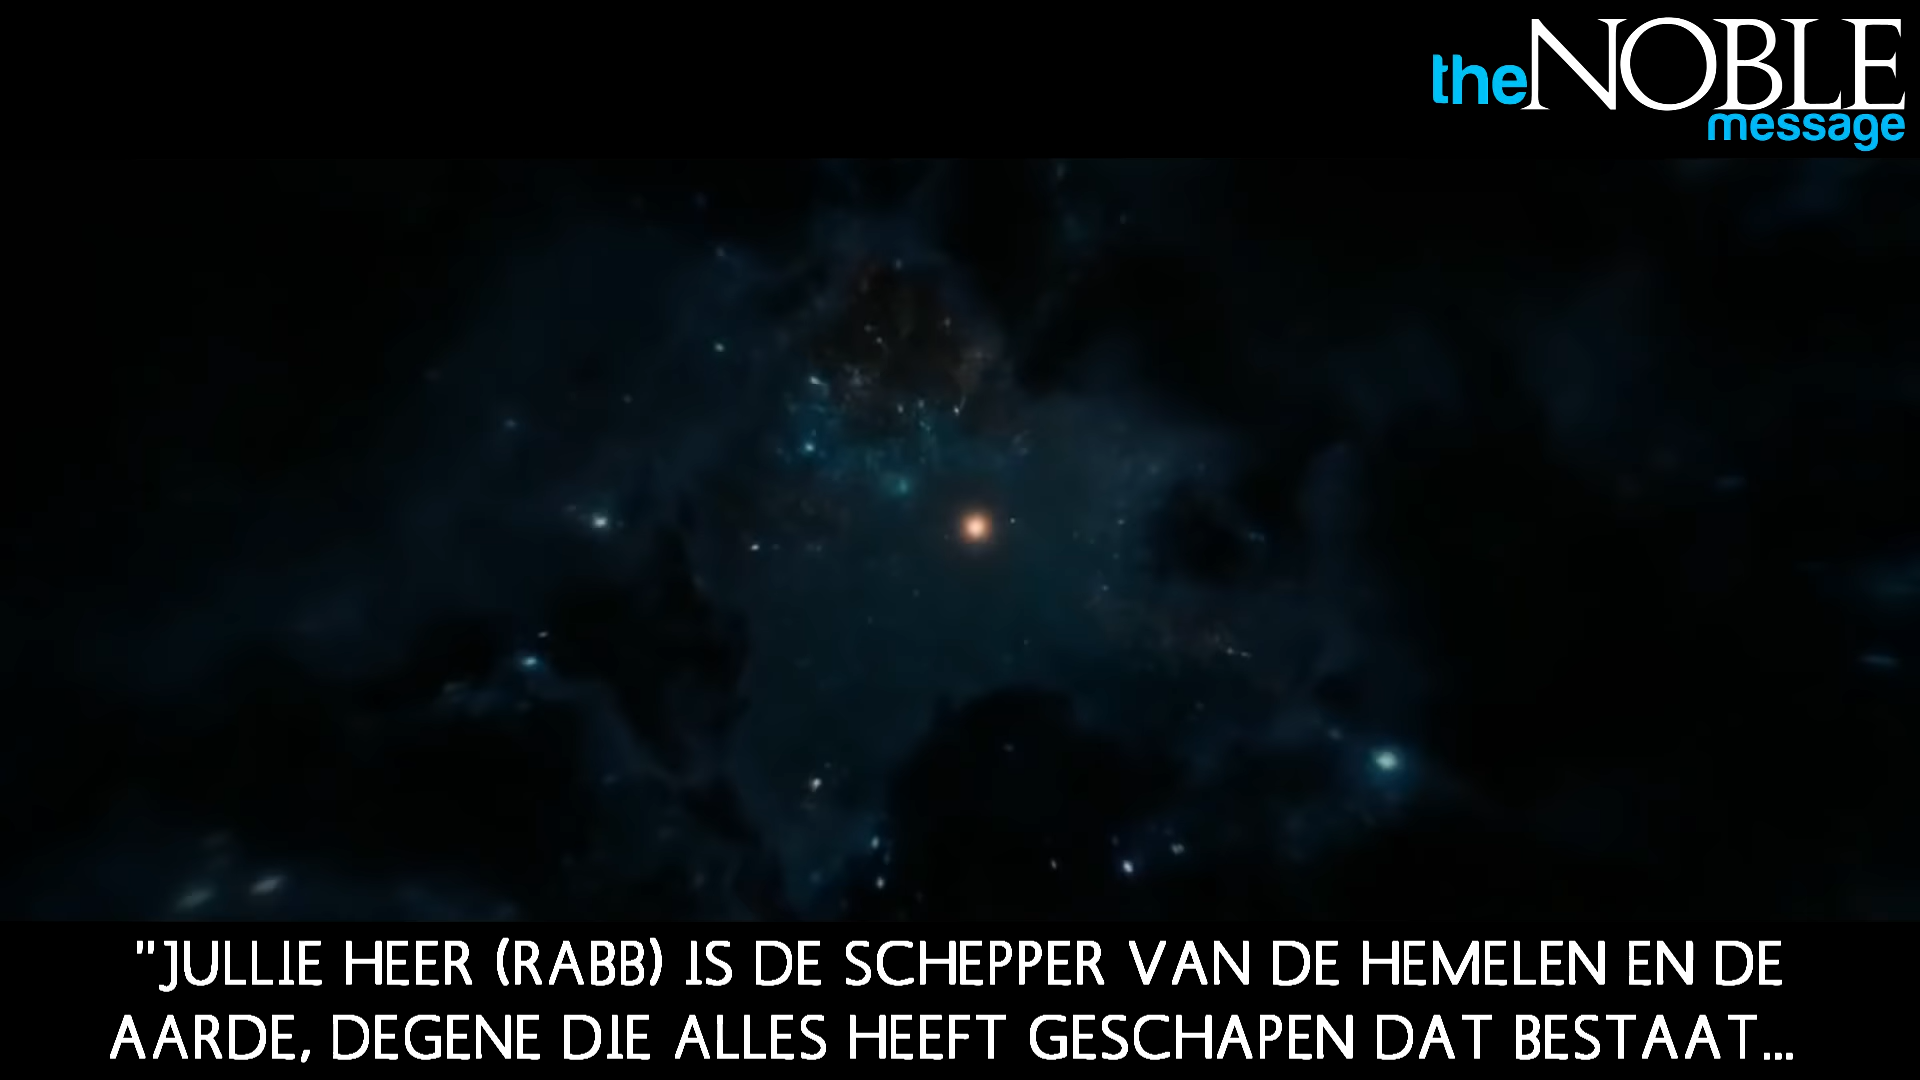 theNOBLE
message
"JULLIE HEER (RABB) IS DE SCHEPPER VAN DE HEMELEN EN DE
AARDE, DEGENE DIE ALLES HEEFT GESCHAPEN DAT BESTAAT...